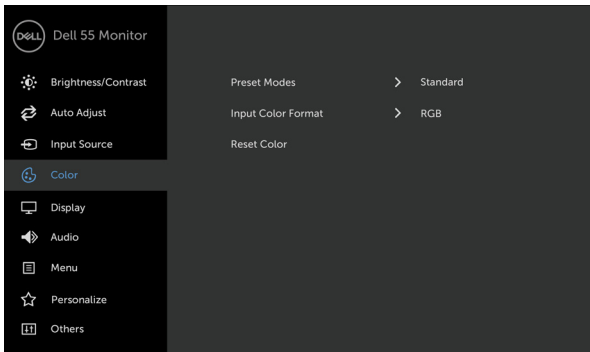 DELL Dell 55 Monitor
Brightness/Contrast
Auto Adjust
Input Source
Color
Display
Audio
Menu
Personalize
Others
Preset Modes > Standard
Input Color Format > RGB
Reset Color